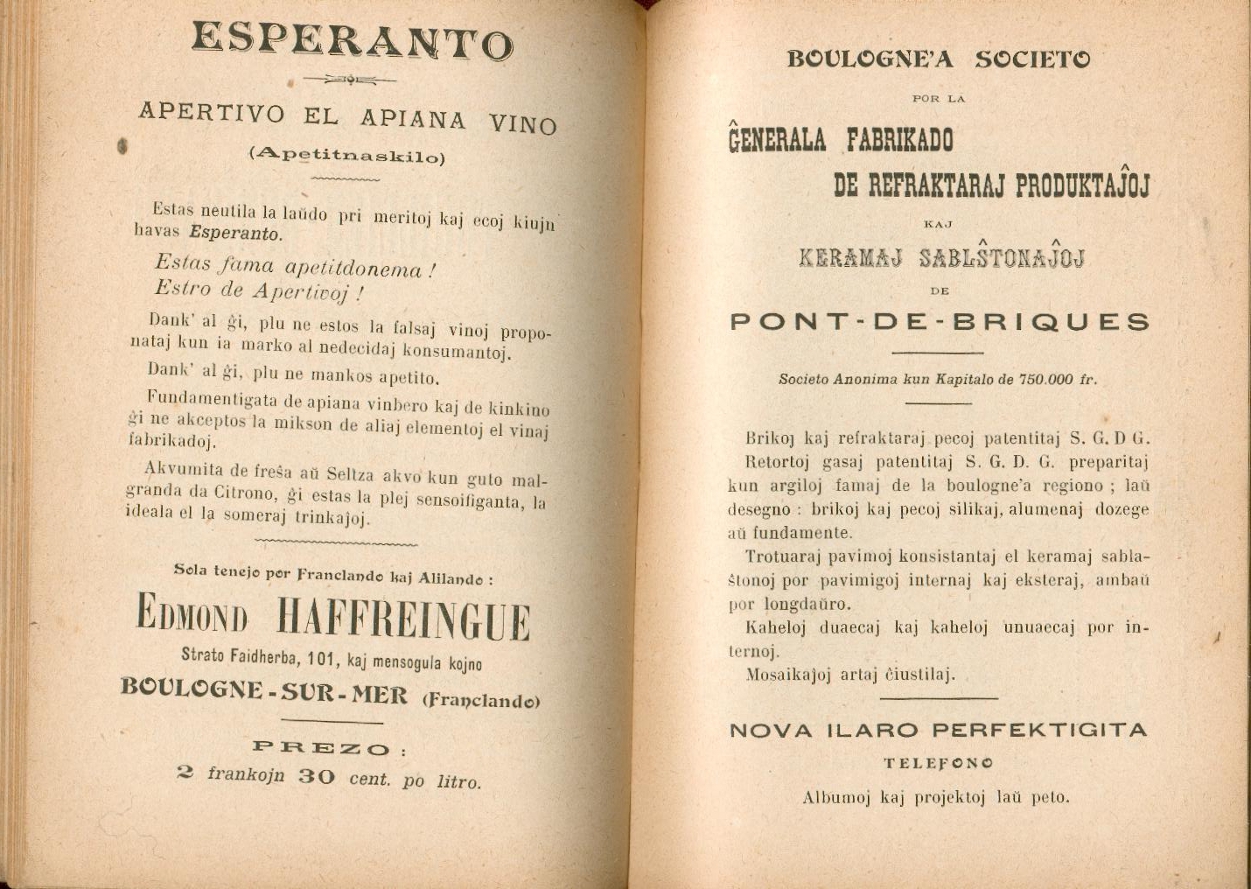 ESPERANTO
APERTIVO EL APIANA VINO
(Apetitnaskilo)
Estas neutila la laŭdo pri meritoj kaj ecoj kiujn
havas Esperanto.
Estas fama apetitdonema !
Estro de Apertivoj !
Dank' al ĝi, plu ne estos la falsaj vinoj propo-
nataj kun ia marko al nedecidaj konsumantoj.
Dank' al ĝi, plu ne mankos apetito.
Fundamentigata de apiana vinbero kaj de kinkino
ĝi ne akceptos la mikson de aliaj elementoj el vinaj
fabrikadoj.
Akvumita de freŝa aŭ Seltza akvo kun guto mal-
granda da Citrono, ĝi estas la plej sensoifiganta, la
ideala el la someraj trinkaĵoj.
Sola tenejo por Franclando kaj Alilando :
EDMOND HAFFREINGUE
Strato Faidherba, 101, kaj mensogula kojno
BOULOGNE-SUR-MER (Franclando)
PREZO :
2 frankojn 30 cent. po litro.
BOULOGNE'A SOCIETO
POR LA
ĜENERALA FABRIKADO
DE REFRAKTARAJ PRODUKTAĴOJ
KAJ
KERAMAJ SABLŜTONAĴOJ
DE
PONT-DE-BRIQUES
Societo Anonima kun Kapitalo de 750.000 fr.
Brikoj kaj refraktaraj pecoj patentitaj S. G. D G.
Retortoj gasaj patentitaj S. G. D. G. preparitaj
kun argiloj famaj de la boulogne'a regiono ; laŭ
desegno : brikoj kaj pecoj silikaj, alumenaj dozege
aŭ fundamente.
Trotuaraj pavimoj konsistantaj el keramaj sabla-
ŝtonoj por pavimigoj internaj kaj eksteraj, ambaŭ
por longdaŭro.
Kaheloj duaecaj kaj kaheloj unuaecaj por in-
ternoj.
Mosaikaĵoj artaj ĉiustilaj.
NOVA ILARO PERFEKTIGITA
TELEFONO
Albumoj kaj projektoj laŭ peto.